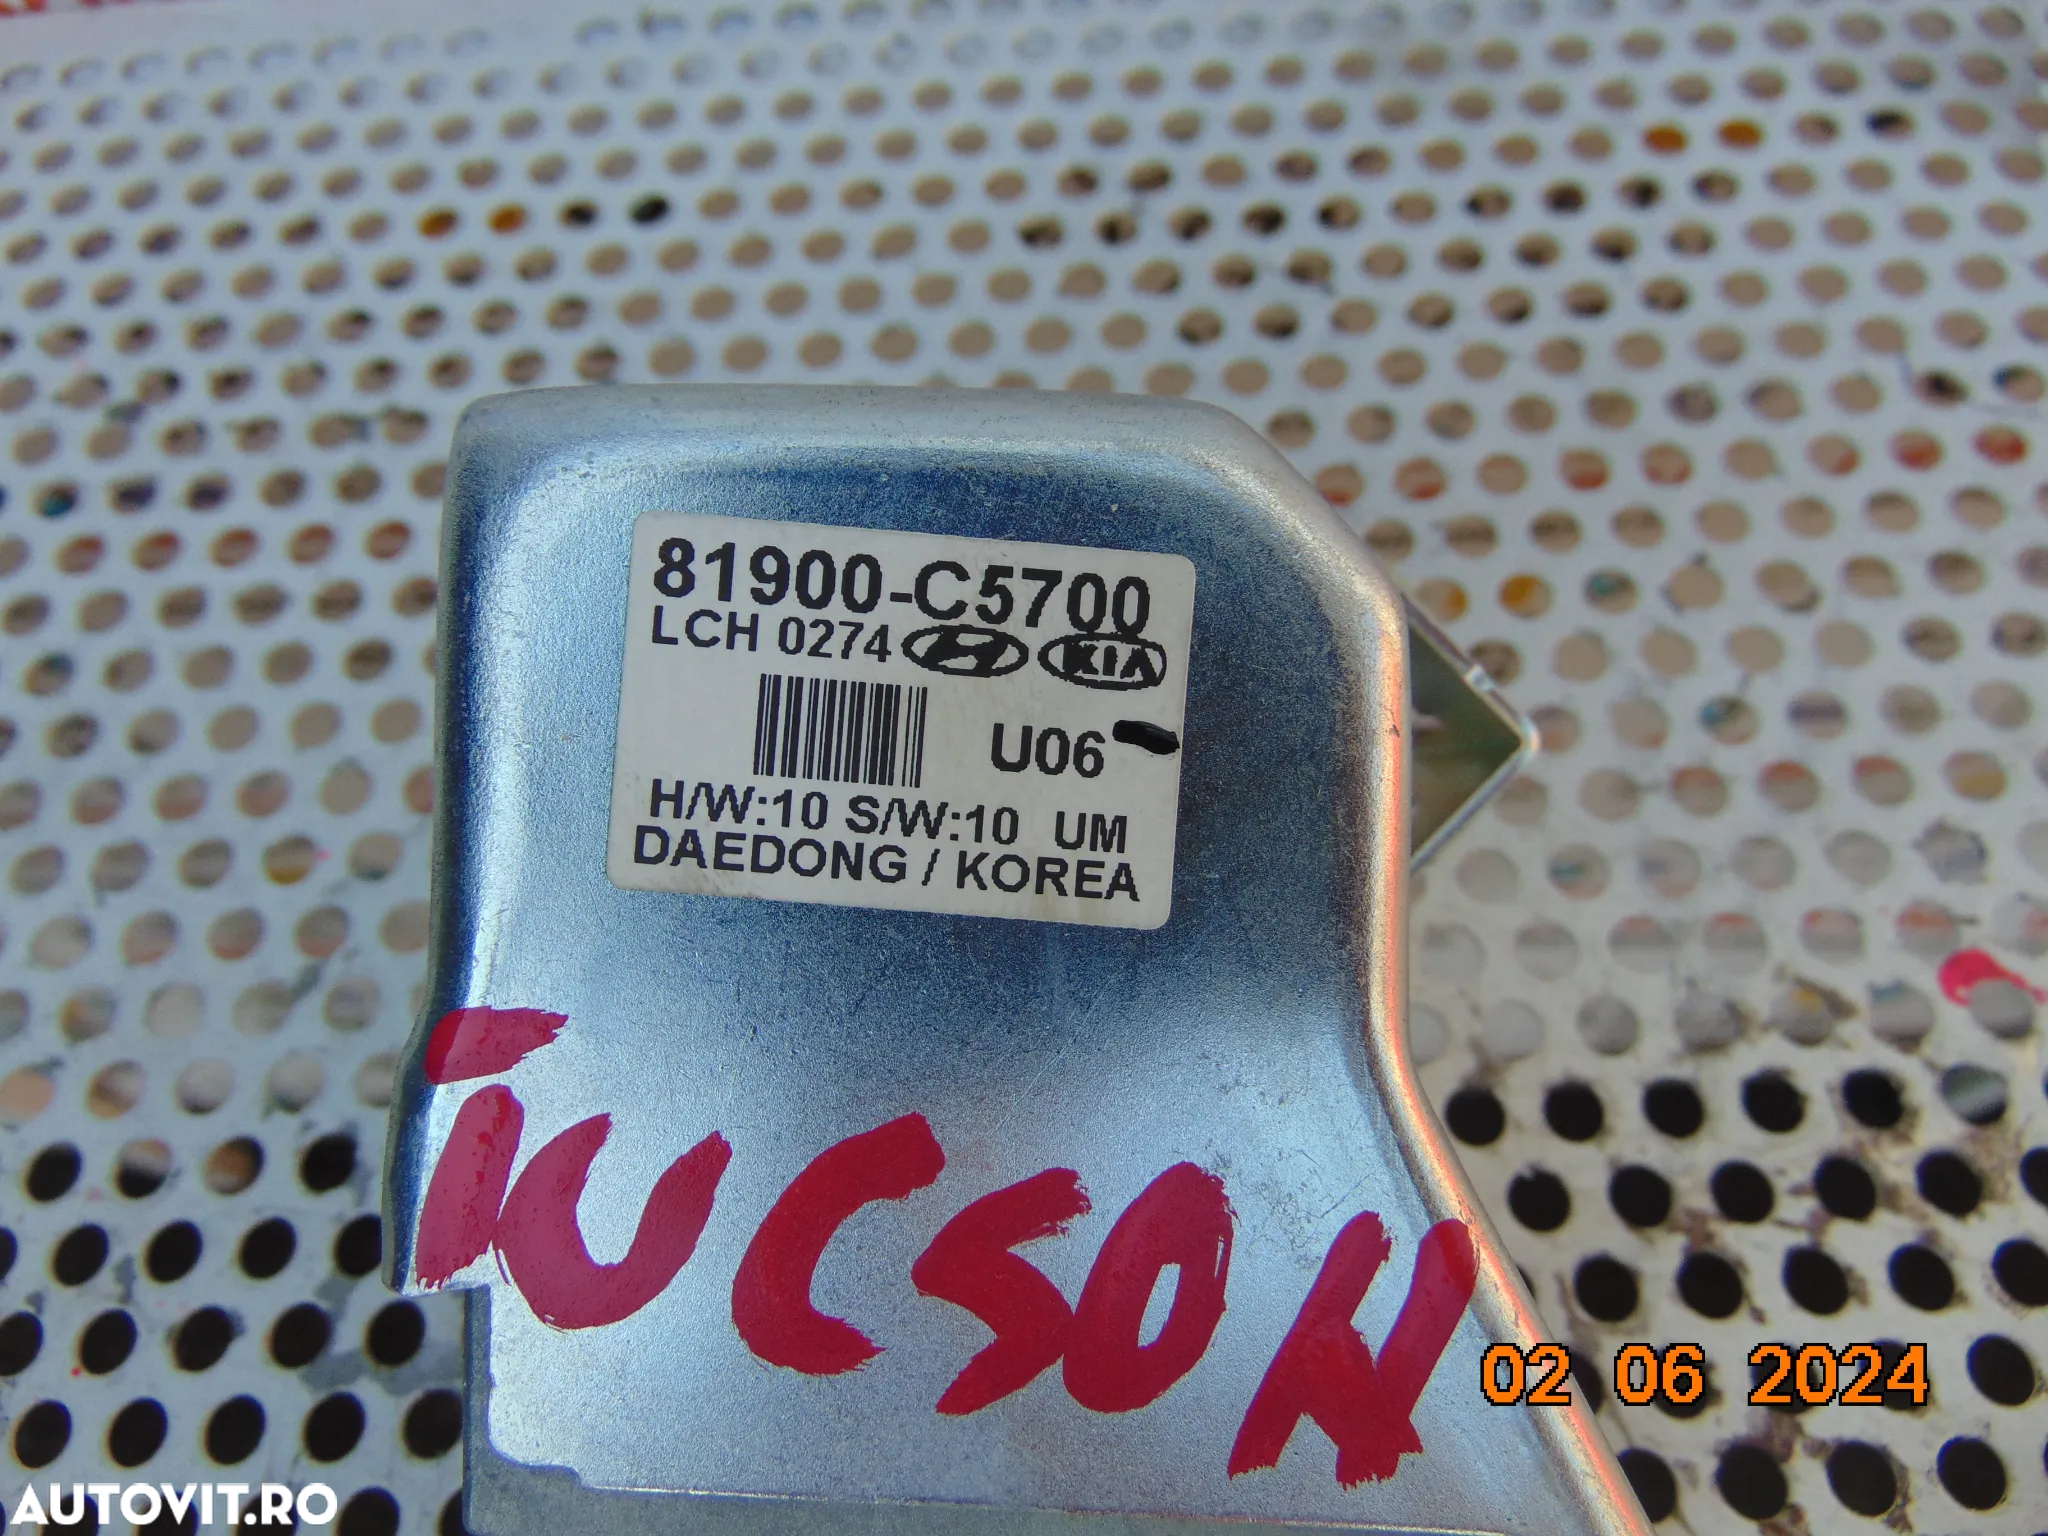 81900-C5700
LCH 0274 KIA
U06
H/W:10 S/W:10 UM
DAEDONG / KOREA
TUCSON
02 06 2024
AUTOVIT.RO